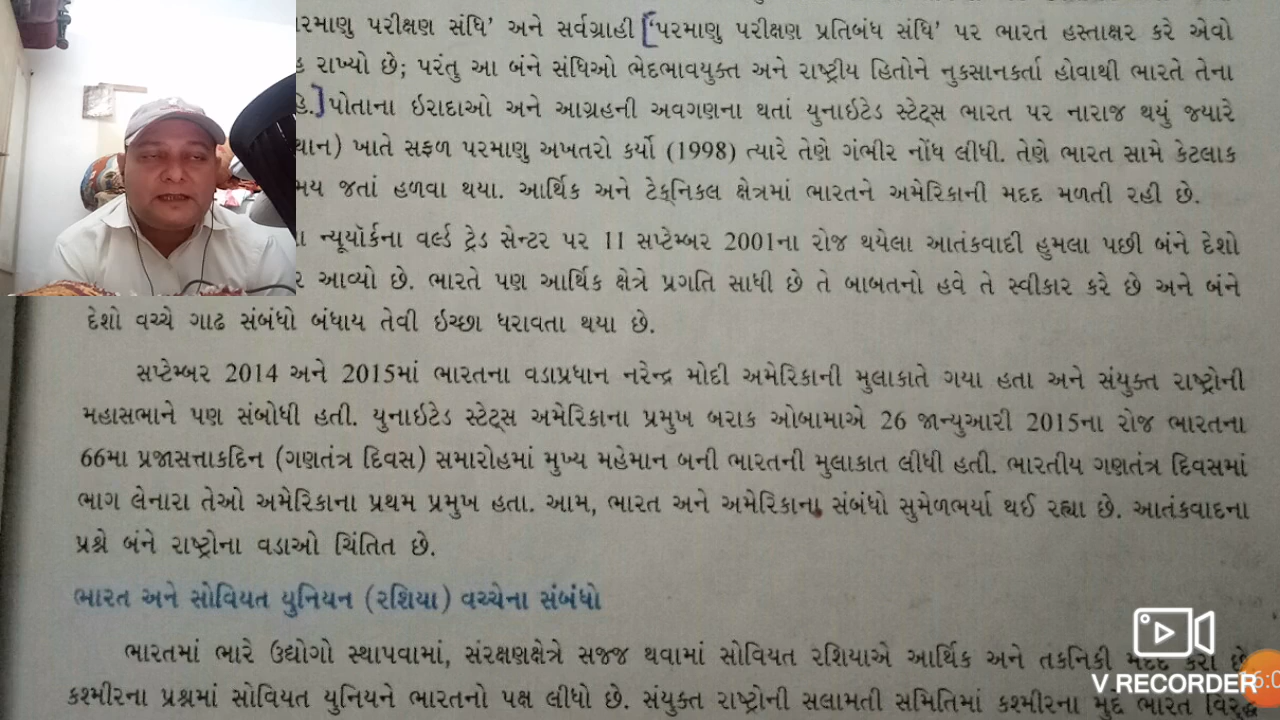 પરમાણુ પરીક્ષણ સંધિ' અને સર્વગ્રાહી ['પરમાણુ પરીક્ષણ પ્રતિબંધ સંધિ' પર ભારત હસ્તાક્ષર કરે એવો
રાખ્યો છે; પરંતુ આ બંને સંધિઓ ભેદભાવયુક્ત અને રાષ્ટ્રીય હિતોને નુકસાનકર્તા હોવાથી ભારતે તેના
] પોતાના ઇરાદાઓ અને આગ્રહની અવગણના થતાં યુનાઇટેડ સ્ટેટ્સ ભારત પર નારાજ થયું જ્યારે
ખાતે સફળ પરમાણુ અખતરો કર્યો (1998) ત્યારે તેણે ગંભીર નોંધ લીધી. તેણે ભારત સામે કેટલાક
જતાં હળવા થયા. આર્થિક અને ટેક્નિકલ ક્ષેત્રમાં ભારતને અમેરિકાની મદદ મળતી રહી છે.
ન્યૂયૉર્કના વર્લ્ડ ટ્રેડ સેન્ટર પર 11 સપ્ટેમ્બર 2001ના રોજ થયેલા આતંકવાદી હુમલા પછી બંને દેશો
આવ્યો છે. ભારતે પણ આર્થિક ક્ષેત્રે પ્રગતિ સાધી છે તે બાબતનો હવે તે સ્વીકાર કરે છે અને બંને
દેશો વચ્ચે ગાઢ સંબંધો બંધાય તેવી ઇચ્છા ધરાવતા થયા છે.
સપ્ટેમ્બર 2014 અને 2015માં ભારતના વડાપ્રધાન નરેન્દ્ર મોદી અમેરિકાની મુલાકાતે ગયા હતા અને સંયુક્ત રાષ્ટ્રોની
મહાસભાને પણ સંબોધી હતી. યુનાઇટેડ સ્ટેટ્સ અમેરિકાના પ્રમુખ બરાક ઓબામાએ 26 જાન્યુઆરી 2015ના રોજ ભારતના
66મા પ્રજાસત્તાકદિન (ગણતંત્ર દિવસ) સમારોહમાં મુખ્ય મહેમાન બની ભારતની મુલાકાત લીધી હતી. ભારતીય ગણતંત્ર દિવસમાં
ભાગ લેનારા તેઓ અમેરિકાના પ્રથમ પ્રમુખ હતા. આમ, ભારત અને અમેરિકાના સંબંધો સુમેળભર્યા થઈ રહ્યા છે. આતંકવાદના
પ્રશ્ને બંને રાષ્ટ્રોના વડાઓ ચિંતિત છે.
ભારત અને સોવિયત યુનિયન (રશિયા) વચ્ચેના સંબંધો
ભારતમાં ભારે ઉદ્યોગો સ્થાપવામાં, સંરક્ષણક્ષેત્રે સજ્જ થવામાં સોવિયત રશિયાએ આર્થિક અને તકનિકી મદદ કરી છે.
કશ્મીરના પ્રશ્નમાં સોવિયત યુનિયને ભારતનો પક્ષ લીધો છે. સંયુક્ત રાષ્ટ્રોની સલામતી સમિતિમાં કશ્મીરના મુદ્દે ભારત વિરુદ્ધ
V RECORDER